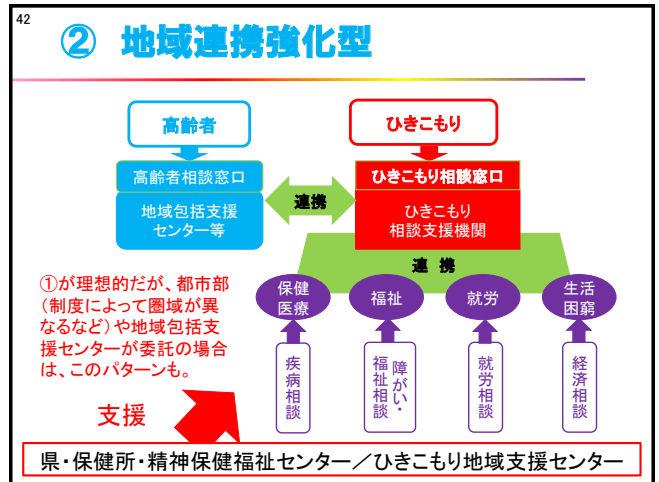 42
② 地域連携強化型
高齢者
ひきこもり
高齢者相談窓口
地域包括支援
センター等
連携
ひきこもり相談窓口
ひきこもり
相談支援機関
連 携
①が理想的だが、都市部
(制度によって圏域が異
なるなど)や地域包括支
援センターが委託の場合
は、このパターンも。
保健
医療
福祉
就労
生活
困窮
疾病相談
障がい・
福祉相談
就労相談
経済相談
支援
県・保健所・精神保健福祉センター/ひきこもり地域支援センター